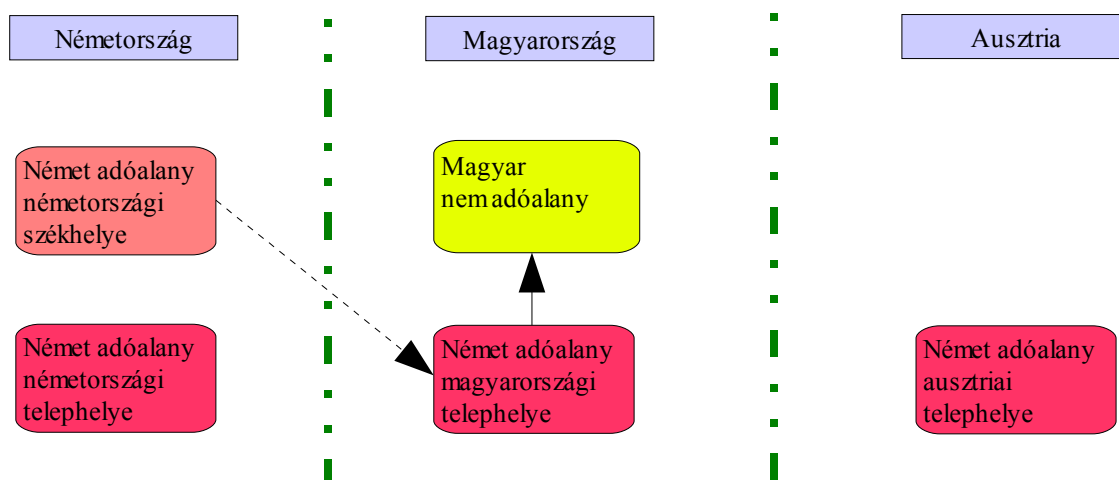 Németország
Magyarország
Ausztria
Német adóalany
németországi
székhelye
Magyar
nem adóalany
Német adóalany
németországi
telephelye
Német adóalany
magyarországi
telephelye
Német adóalany
ausztriai
telephelye